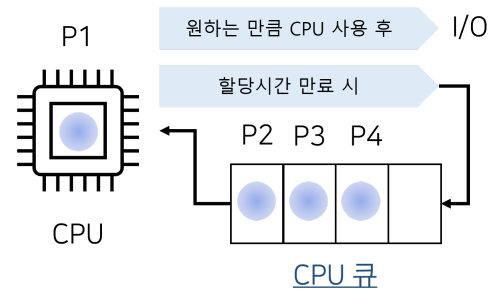 P1
원하는 만큼 CPU 사용 후
I/O
할당시간 만료 시
P2 P3 P4
CPU
CPU 큐